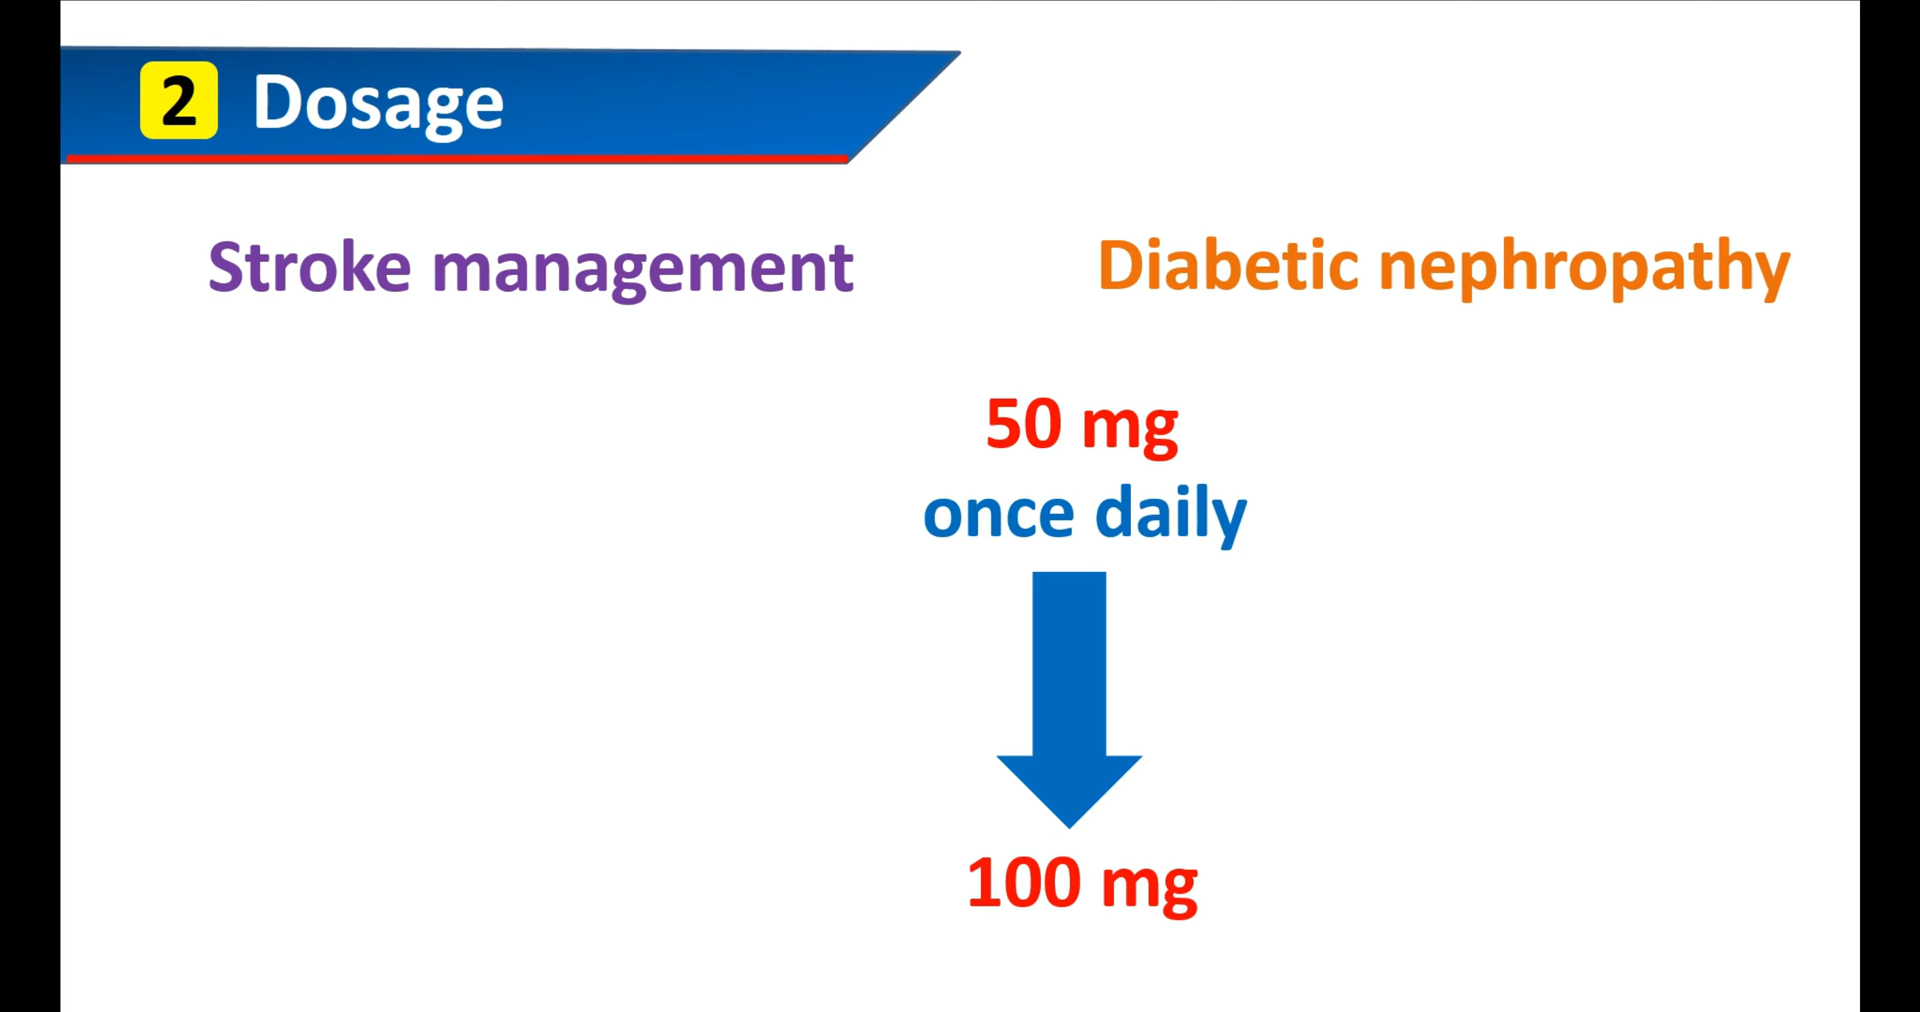 2 Dosage
Stroke management
Diabetic nephropathy
50 mg
once daily
100 mg